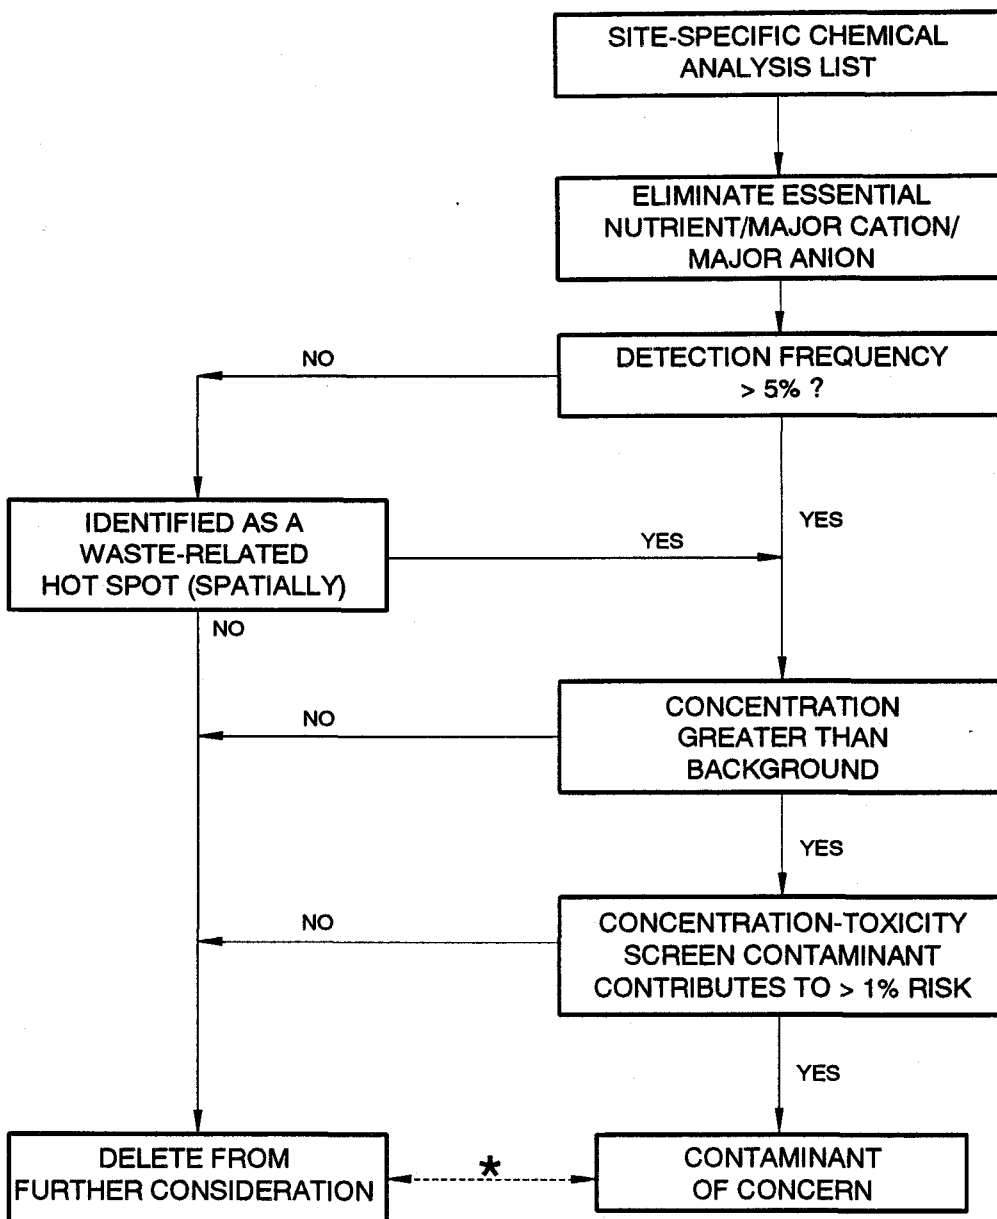 SITE-SPECIFIC CHEMICAL
ANALYSIS LIST
ELIMINATE ESSENTIAL
NUTRIENT/MAJOR CATION/
MAJOR ANION
DETECTION FREQUENCY
> 5% ?
NO
YES
IDENTIFIED AS A
WASTE-RELATED
HOT SPOT (SPATIALLY)
YES
NO
CONCENTRATION
GREATER THAN
BACKGROUND
NO
YES
CONCENTRATION-TOXICITY
SCREEN CONTAMINANT
CONTRIBUTES TO > 1% RISK
NO
YES
DELETE FROM
FURTHER CONSIDERATION
*
CONTAMINANT
OF CONCERN